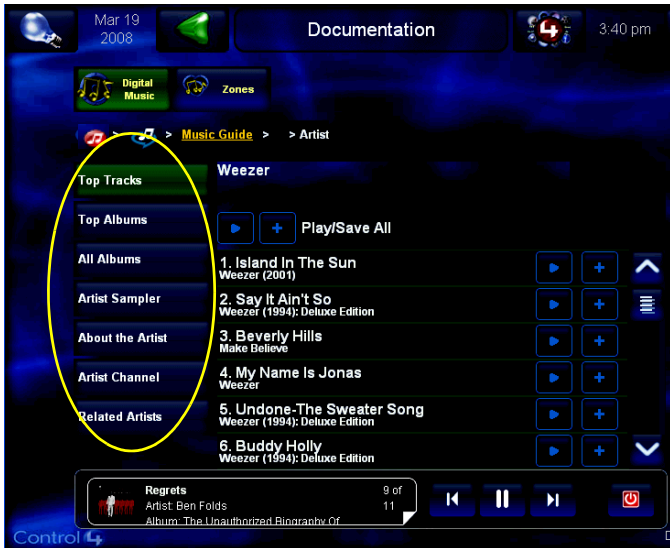 Mar 19
2008
Documentation
4
3:40 pm
Digital
Music
Zones
> > Music Guide > > Artist
Top Tracks
Top Albums
All Albums
Artist Sampler
About the Artist
Artist Channel
Related Artists
Weezer
Play/Save All
1. Island In The Sun
Weezer (2001)
2. Say It Ain't So
Weezer (1994): Deluxe Edition
3. Beverly Hills
Make Believe
4. My Name Is Jonas
Weezer
5. Undone-The Sweater Song
Weezer (1994): Deluxe Edition
6. Buddy Holly
Weezer (1994): Deluxe Edition
Regrets
9 of
Artist: Ben Folds
11
Album: The Unauthorized Biography Of
Control4